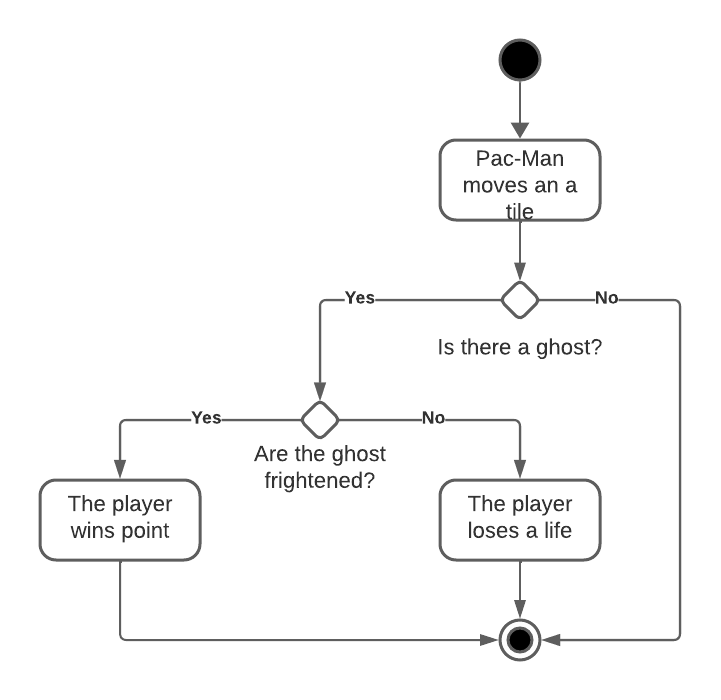 Pac-Man
moves an a
tile
Yes
No
Is there a ghost?
Yes
No
Are the ghost
frightened?
The player
wins point
The player
loses a life